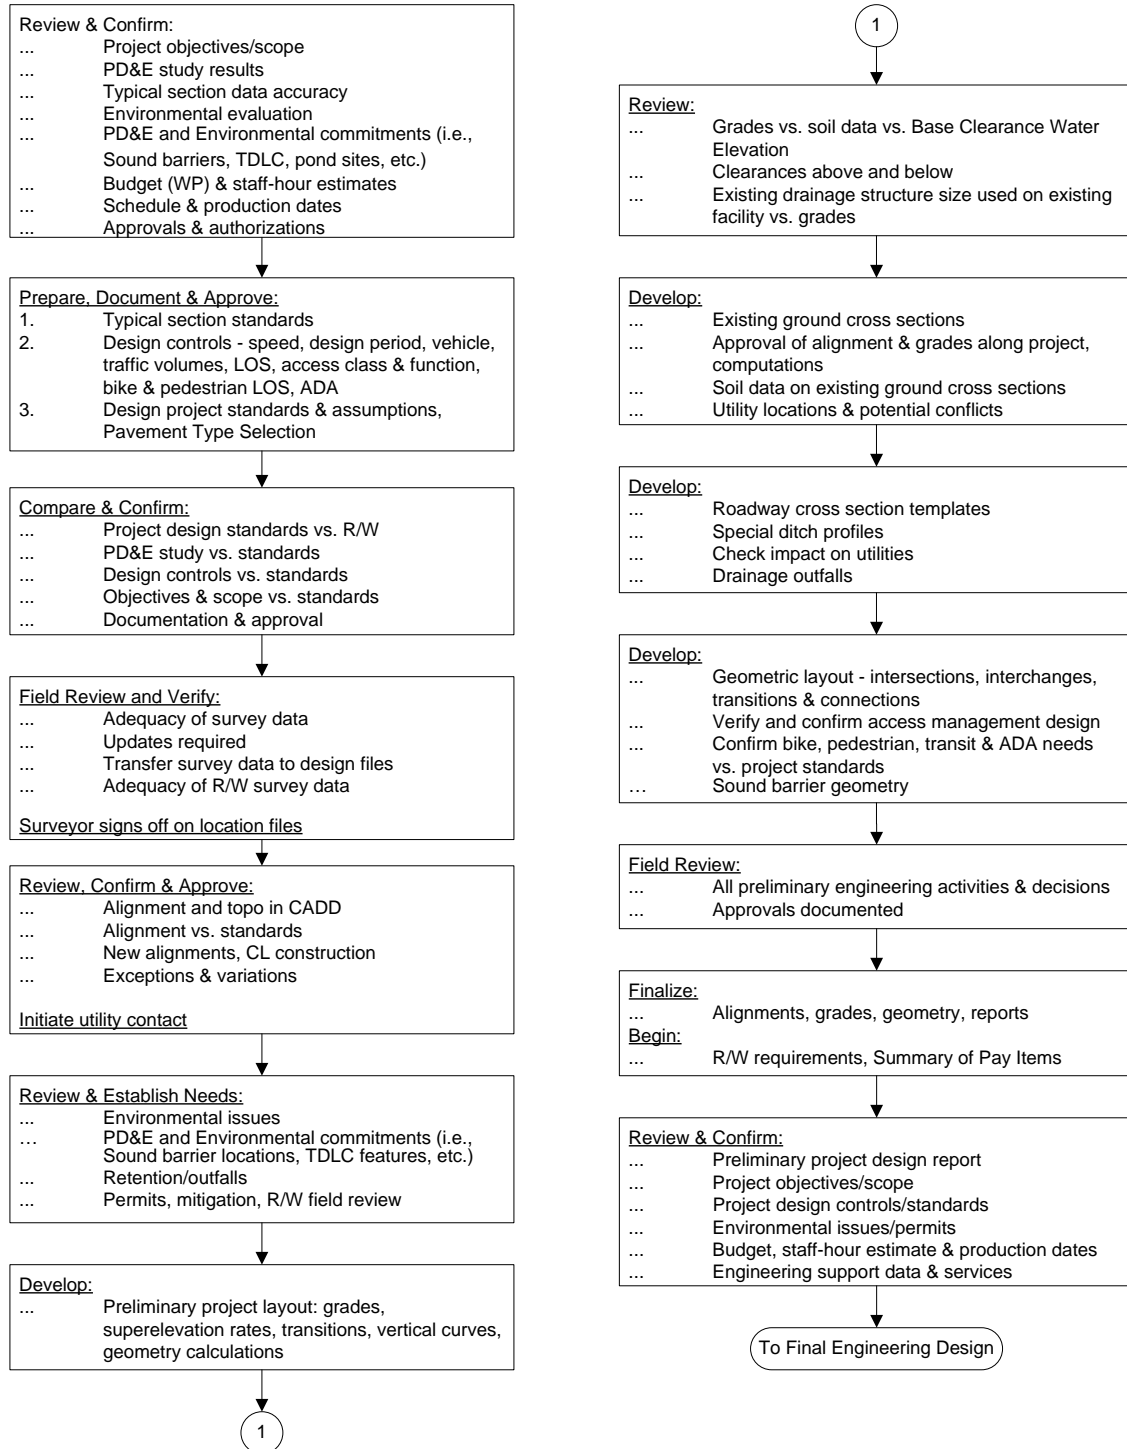 Review & Confirm:
... Project objectives/scope
... PD&E study results
... Typical section data accuracy
... Environmental evaluation
... PD&E and Environmental commitments (i.e.,
Sound barriers, TDLC, pond sites, etc.)
... Budget (WP) & staff-hour estimates
... Schedule & production dates
... Approvals & authorizations
Prepare, Document & Approve:
1. Typical section standards
2. Design controls - speed, design period, vehicle,
traffic volumes, LOS, access class & function,
bike & pedestrian LOS, ADA
3. Design project standards & assumptions,
Pavement Type Selection
Compare & Confirm:
... Project design standards vs. R/W
... PD&E study vs. standards
... Design controls vs. standards
... Objectives & scope vs. standards
... Documentation & approval
Field Review and Verify:
... Adequacy of survey data
... Updates required
... Transfer survey data to design files
... Adequacy of R/W survey data
Surveyor signs off on location files
Review, Confirm & Approve:
... Alignment and topo in CADD
... Alignment vs. standards
... New alignments, CL construction
... Exceptions & variations
Initiate utility contact
Review & Establish Needs:
... Environmental issues
… PD&E and Environmental commitments (i.e.,
Sound barrier locations, TDLC features, etc.)
... Retention/outfalls
... Permits, mitigation, R/W field review
Develop:
... Preliminary project layout: grades,
superelevation rates, transitions, vertical curves,
geometry calculations
1
1
Review:
... Grades vs. soil data vs. Base Clearance Water
Elevation
... Clearances above and below
... Existing drainage structure size used on existing
facility vs. grades
Develop:
... Existing ground cross sections
... Approval of alignment & grades along project,
computations
... Soil data on existing ground cross sections
... Utility locations & potential conflicts
Develop:
... Roadway cross section templates
... Special ditch profiles
... Check impact on utilities
... Drainage outfalls
Develop:
... Geometric layout - intersections, interchanges,
transitions & connections
... Verify and confirm access management design
... Confirm bike, pedestrian, transit & ADA needs
vs. project standards
… Sound barrier geometry
Field Review:
... All preliminary engineering activities & decisions
... Approvals documented
Finalize:
... Alignments, grades, geometry, reports
Begin:
... R/W requirements, Summary of Pay Items
Review & Confirm:
... Preliminary project design report
... Project objectives/scope
... Project design controls/standards
... Environmental issues/permits
... Budget, staff-hour estimate & production dates
... Engineering support data & services
To Final Engineering Design